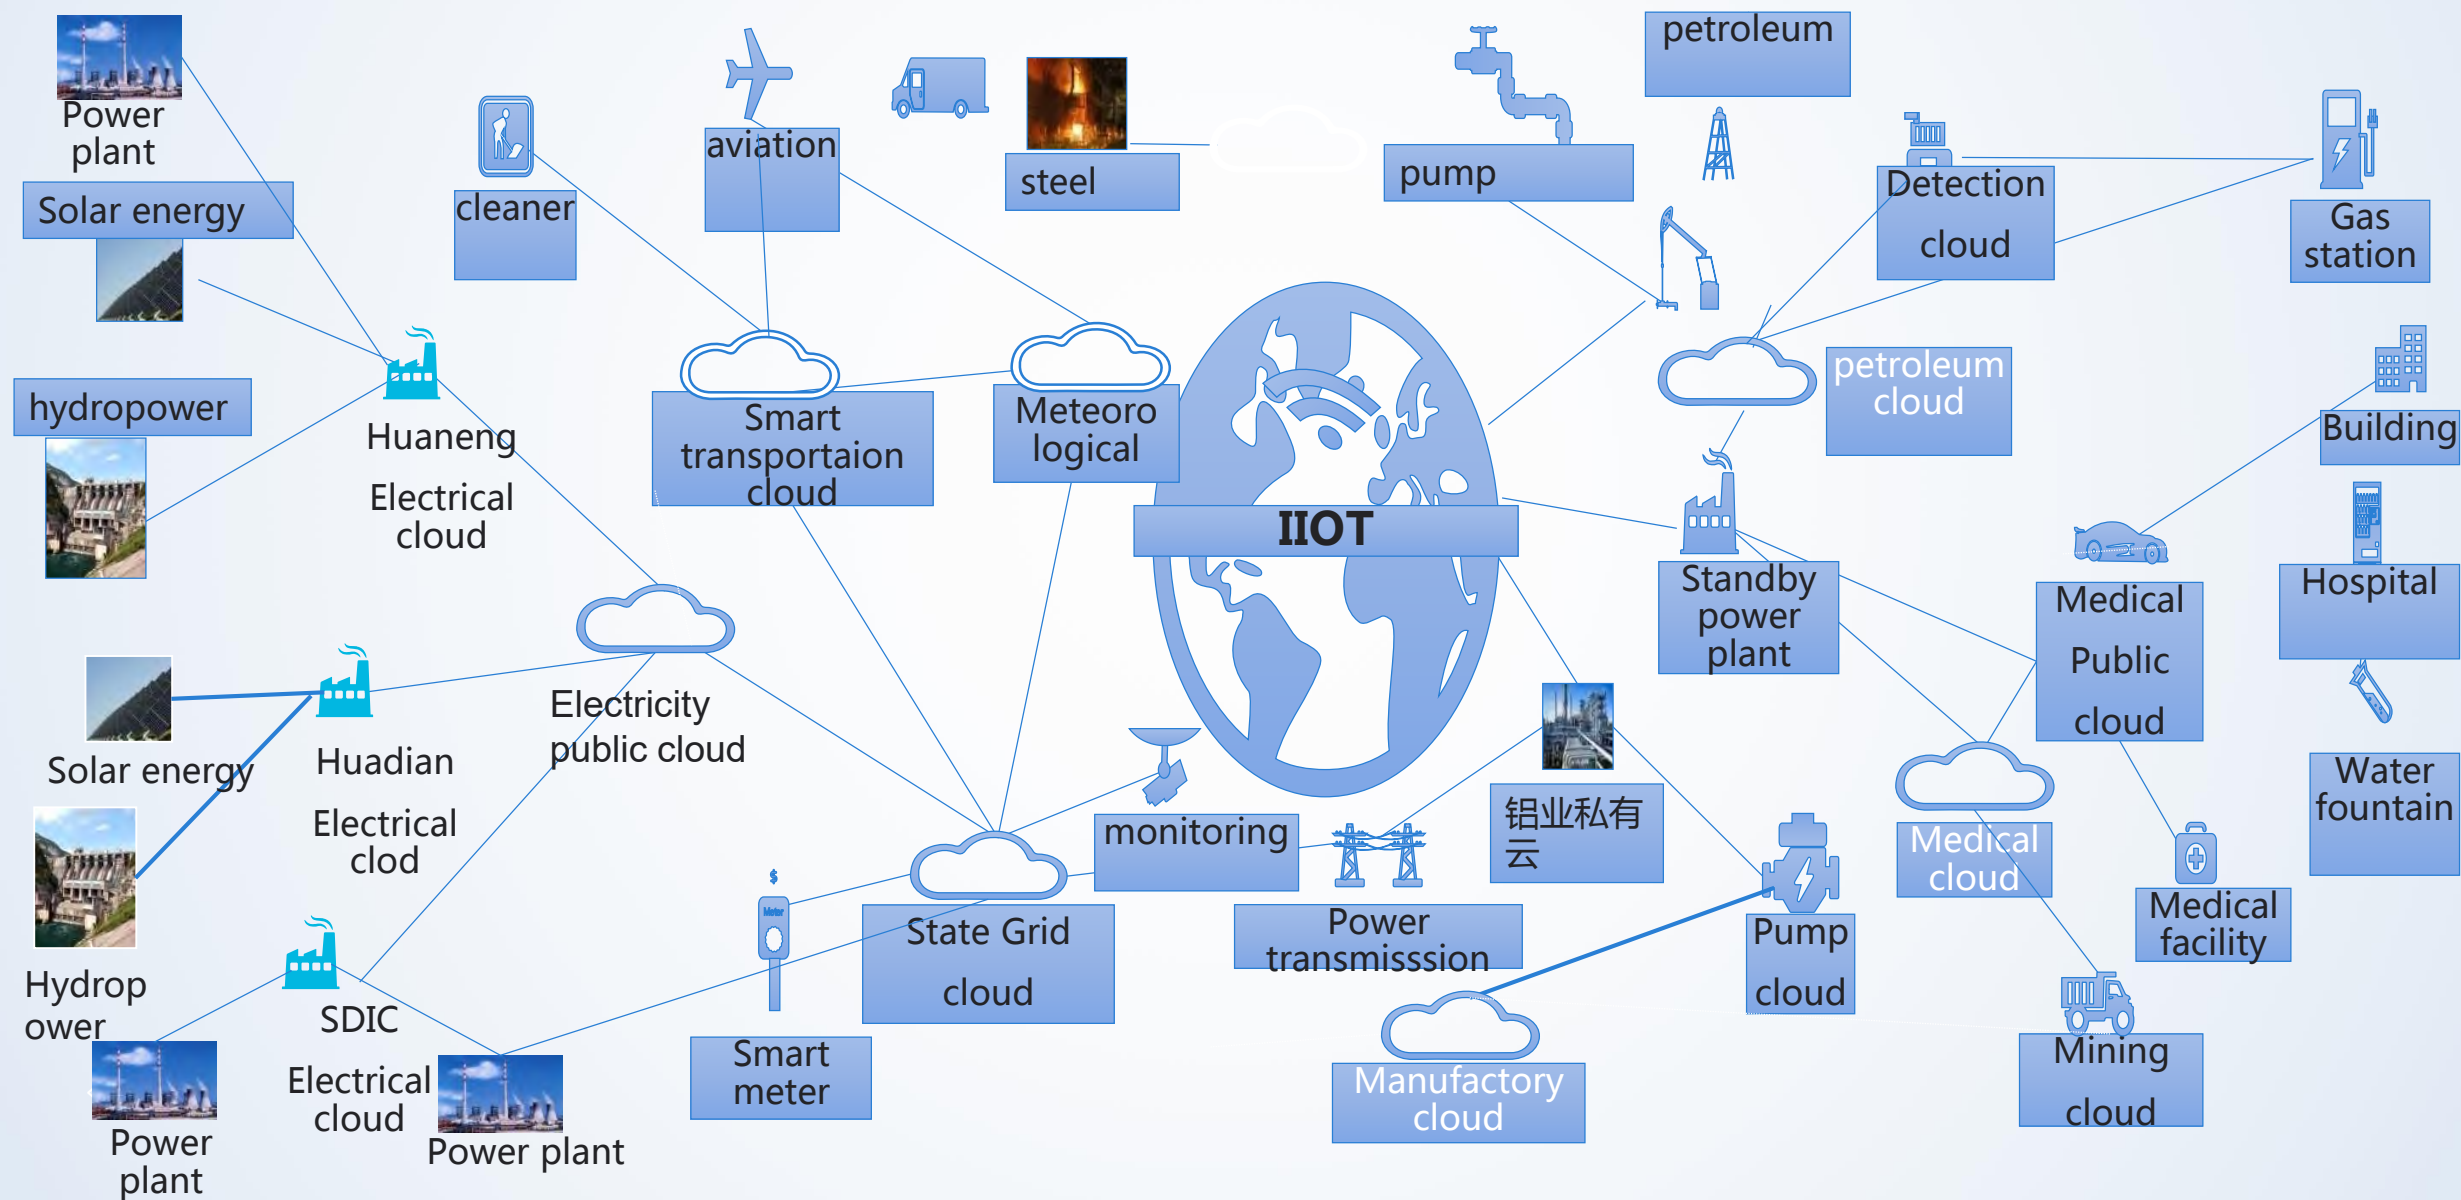 petroleum
Power
plant
aviation
steel
pump
Detection
cloud
Solar energy
cleaner
Gas
station
petroleum
cloud
hydropower
Huaneng
Electrical
cloud
Smart
transportaion
cloud
Meteoro
logical
Building
IIOT
Standby
power
plant
Medical
Public
cloud
Hospital
Electricity
public cloud
Solar energy
Huadian
Electrical
clod
monitoring
铝业私有
云
Medical
cloud
Water
fountain
$
Meter
State Grid
cloud
Power
transmisssion
Pump
cloud
Medical
facility
Hydrop
ower
SDIC
Electrical
cloud
Smart
meter
Manufactory
cloud
Mining
cloud
Power
plant
Power plant